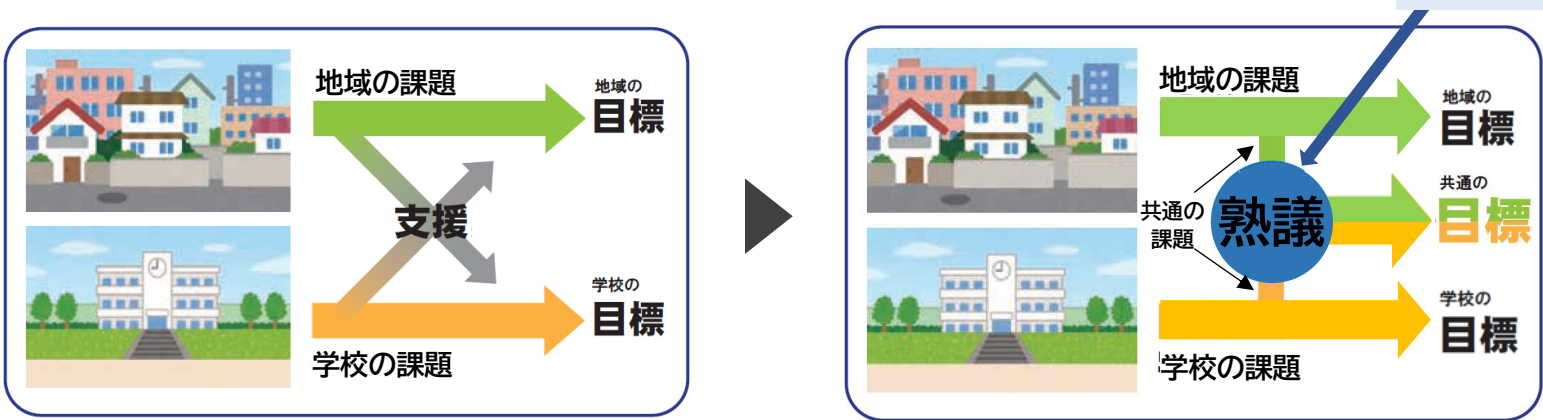 地域の課題
地域の
目標
支援
学校の
目標
学校の課題
地域の課題
地域の
目標
共通の
課題
熟議
共通の
目標
学校の
目標
学校の課題